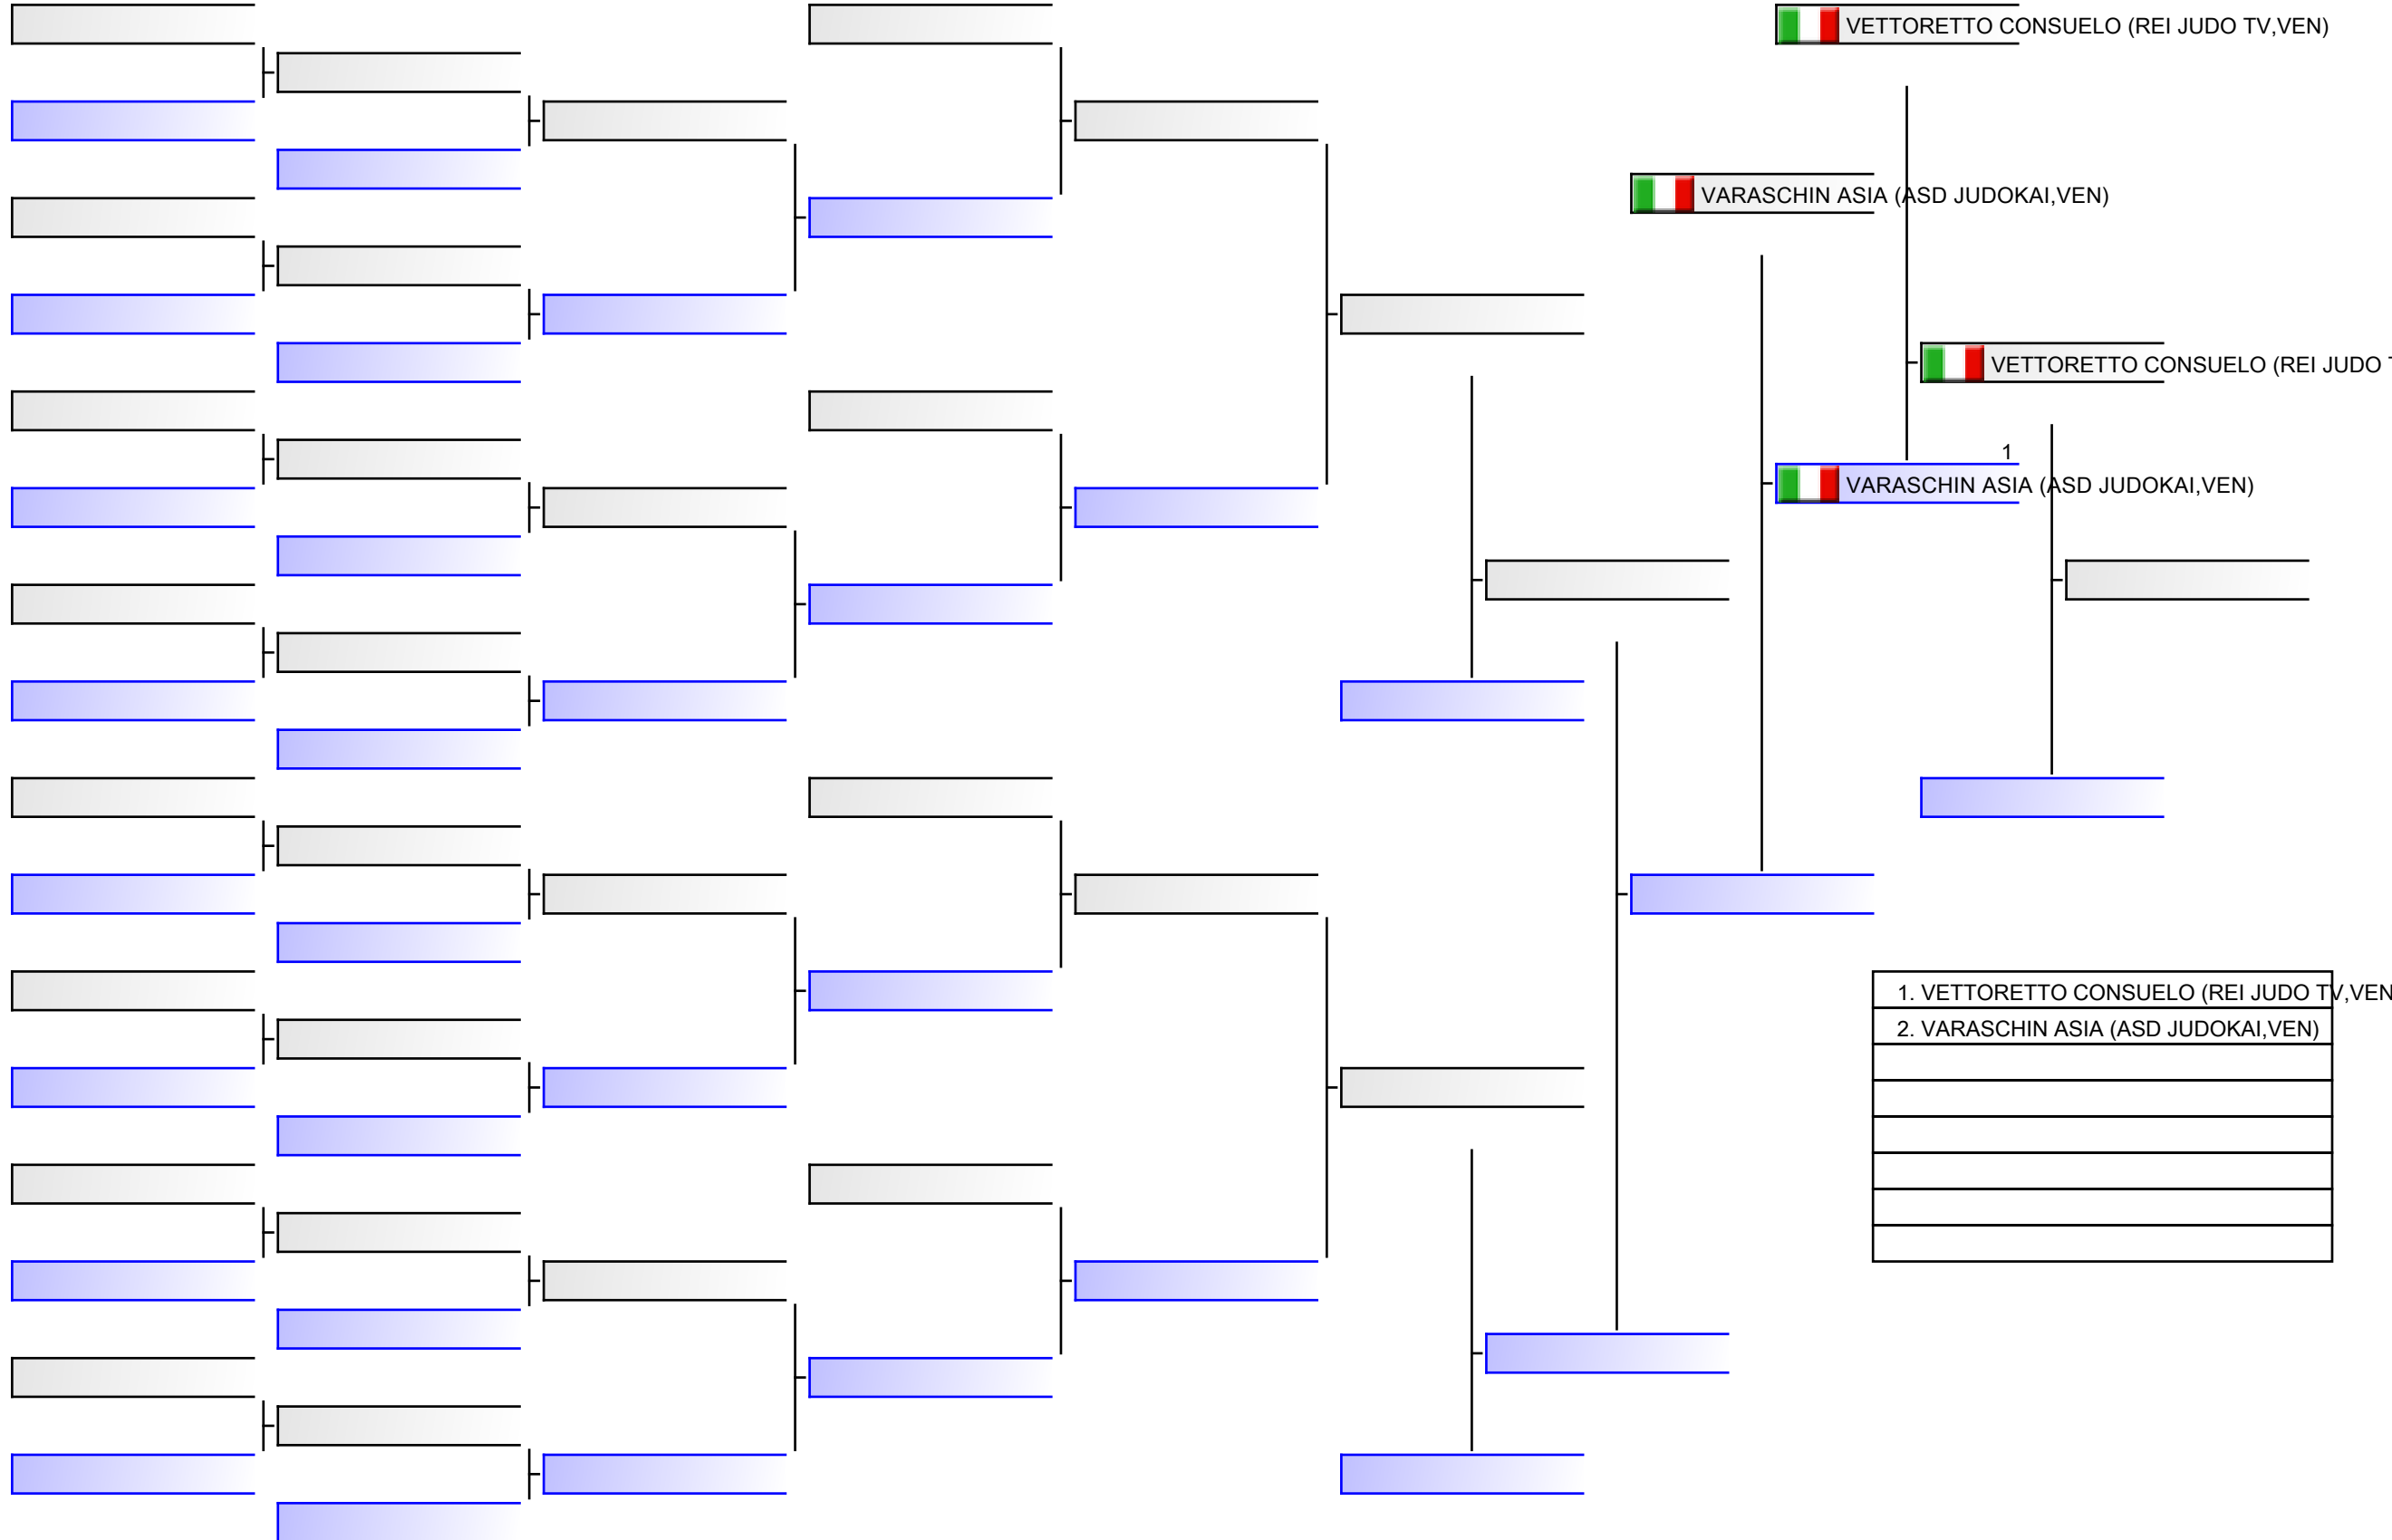 VETTORETTO CONSUELO (REI JUDO TV,VEN)
VARASCHIN ASIA (ASD JUDOKAI,VEN)
VETTORETTO CONSUELO (REI JUDO
1
VARASCHIN ASIA (ASD JUDOKAI,VEN)
1. VETTORETTO CONSUELO (REI JUDO TV,VEN
2. VARASCHIN ASIA (ASD JUDOKAI,VEN)